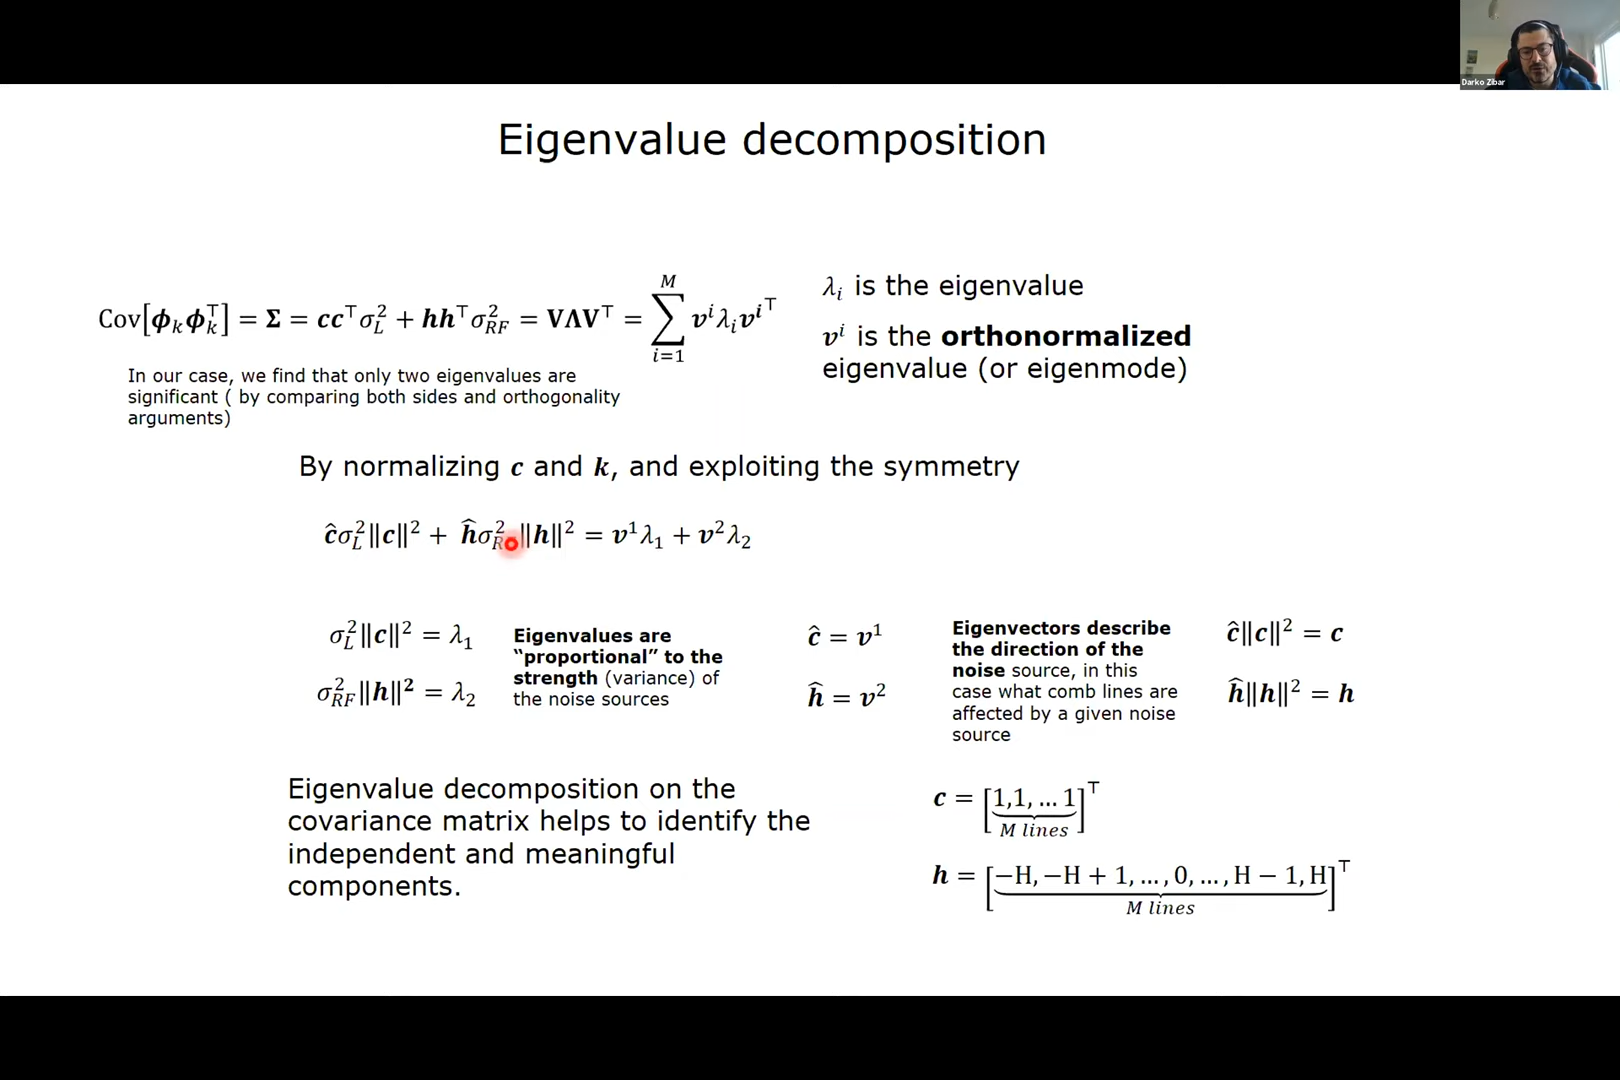 Darko Zibar
Eigenvalue decomposition
Cov[ϕₖϕₖ^⊤] = Σ = cc^⊤σ_L^2 + hh^⊤σ_RF^2 = VΛV^⊤ = ∑_{i=1}^{M} v^i λ_i v^i^⊤
λ_i is the eigenvalue
v^i is the orthonormalized
eigenvalue (or eigenmode)
In our case, we find that only two eigenvalues are
significant ( by comparing both sides and orthogonality
arguments)
By normalizing c and k, and exploiting the symmetry
ĉσ_L^2‖c‖^2 + ĥσ_R^2‖h‖^2 = v^1λ_1 + v^2λ_2
σ_L^2‖c‖^2 = λ_1
σ_RF^2‖h‖^2 = λ_2
Eigenvalues are
“proportional” to the
strength (variance) of
the noise sources
ĉ = v^1
ĥ = v^2
Eigenvectors describe
the direction of the
noise source, in this
case what comb lines are
affected by a given noise
source
ĉ‖c‖^2 = c
ĥ‖h‖^2 = h
Eigenvalue decomposition on the
covariance matrix helps to identify the
independent and meaningful
components.
c = [1,1, … 1]^⊤
M lines
h = [−H, −H + 1, … , 0, … , H − 1, H]^⊤
M lines